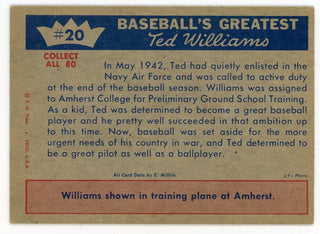 #20
BASEBALL'S GREATEST
Ted Williams
COLLECT
ALL 80
In May 1942, Ted had quietly enlisted in the
Navy Air Force and was called to active duty
at the end of the baseball season. Williams was assigned
to Amherst College for Preliminary Ground School Training.
As a kid, Ted was determined to become a great baseball
player and he pretty well succeeded in that ambition up
to this time. Now, baseball was set aside for the more
urgent needs of his country in war, and Ted determined
to be a great pilot as well as a ballplayer.
All Card Data by E. Mifflin
U P I Photo
Williams shown in training plane at Amherst.